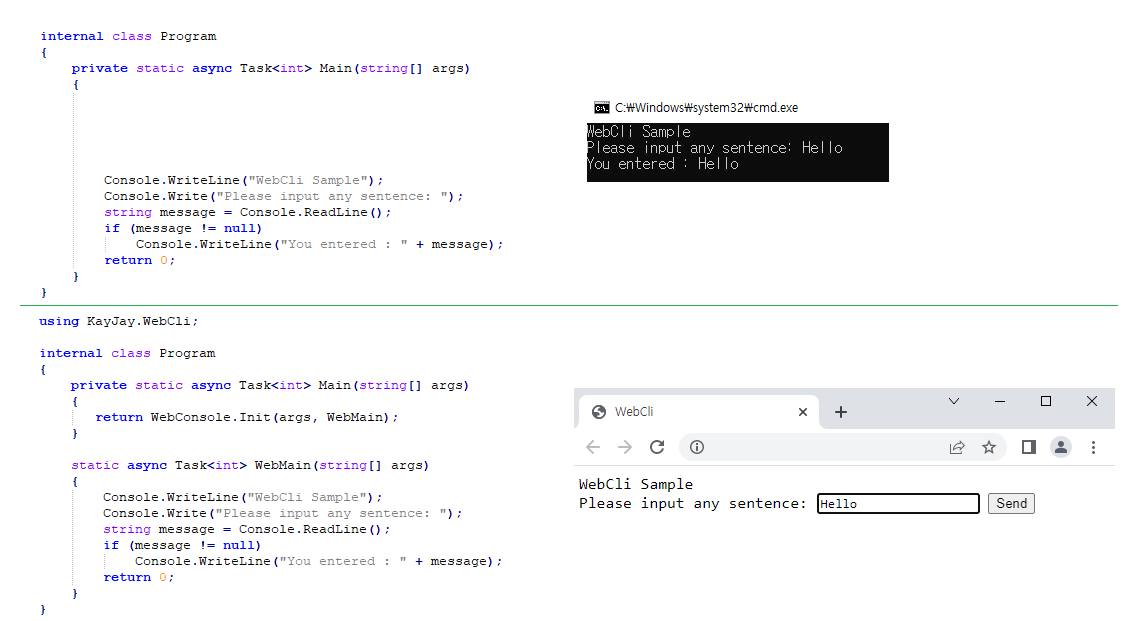 internal class Program
{
    private static async Task<int> Main(string[] args)
    {
        Console.WriteLine("WebCli Sample");
        Console.Write("Please input any sentence: ");
        string message = Console.ReadLine();
        if (message != null)
            Console.WriteLine("You entered : " + message);
        return 0;
    }
}
C:₩Windows₩system32₩cmd.exe
WebCli Sample
Please input any sentence: Hello
You entered : Hello
using KayJay.WebCli;
internal class Program
{
    private static async Task<int> Main(string[] args)
    {
       return WebConsole.Init(args, WebMain);
    }
    static async Task<int> WebMain(string[] args)
    {
        Console.WriteLine("WebCli Sample");
        Console.Write("Please input any sentence: ");
        string message = Console.ReadLine();
        if (message != null)
            Console.WriteLine("You entered : " + message);
        return 0;
    }
}
WebCli
WebCli Sample
Please input any sentence: Hello Send